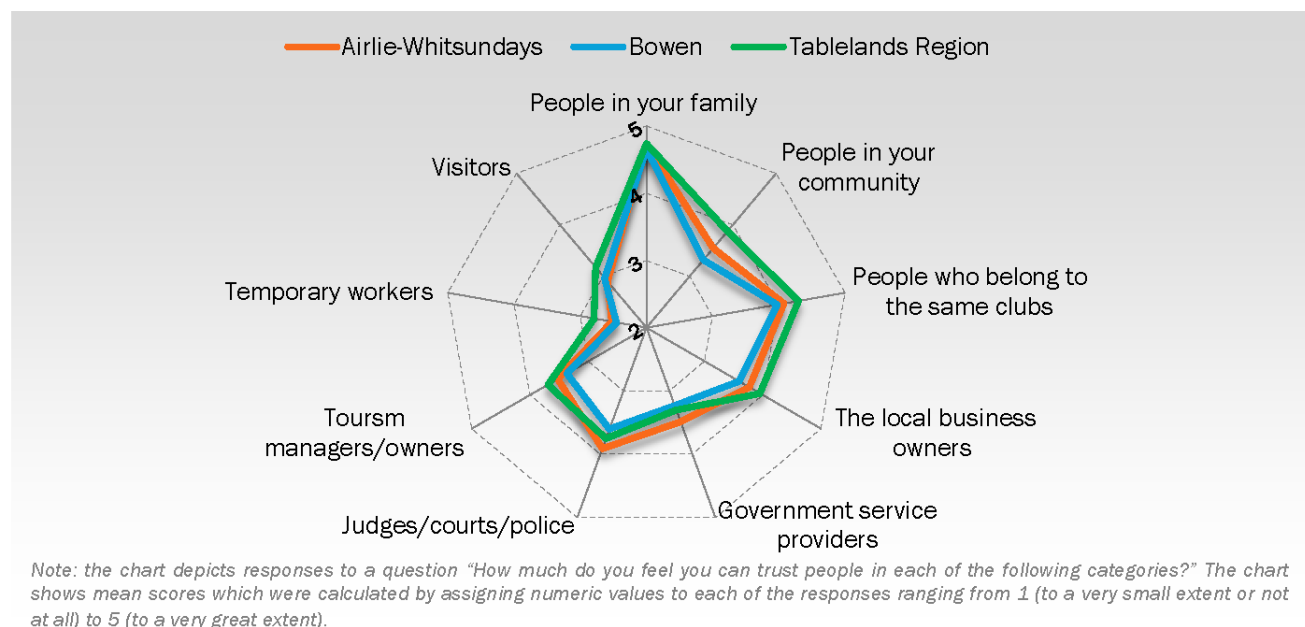 Airlie-Whitsundays Bowen Tablelands Region
People in your family
5
Visitors
People in your
community
4
3
Temporary workers
People who belong to
the same clubs
2
Toursm
managers/owners
The local business
owners
Judges/courts/police
Government service
providers
Note: the chart depicts responses to a question “How much do you feel you can trust people in each of the following categories?” The chart
shows mean scores which were calculated by assigning numeric values to each of the responses ranging from 1 (to a very small extent or not
at all) to 5 (to a very great extent).